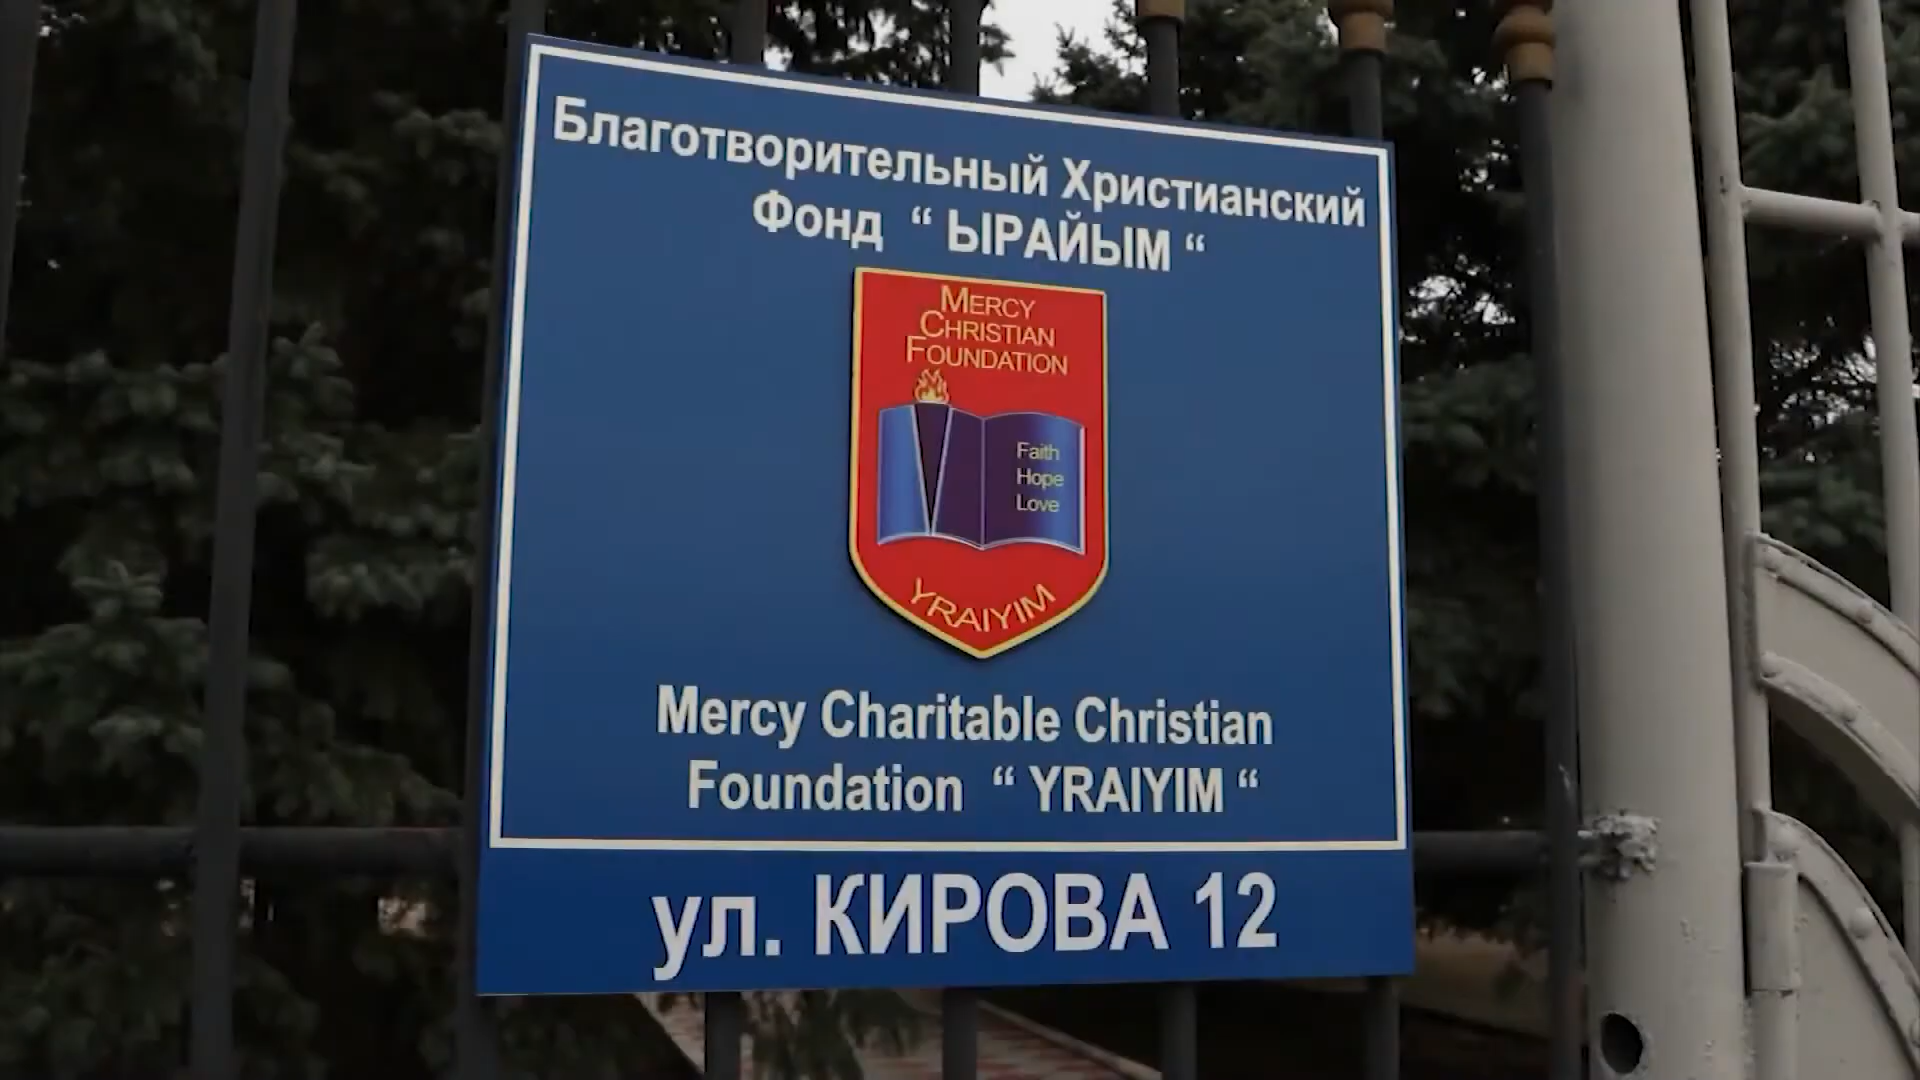 Благотворительный Христианский
Фонд “ ЫРАЙЫМ “
MERCY
CHRISTIAN
FOUNDATION
Faith
Hope
Love
YRAIYIM
Mercy Charitable Christian
Foundation “ YRAIYIM “
ул. КИРОВА 12